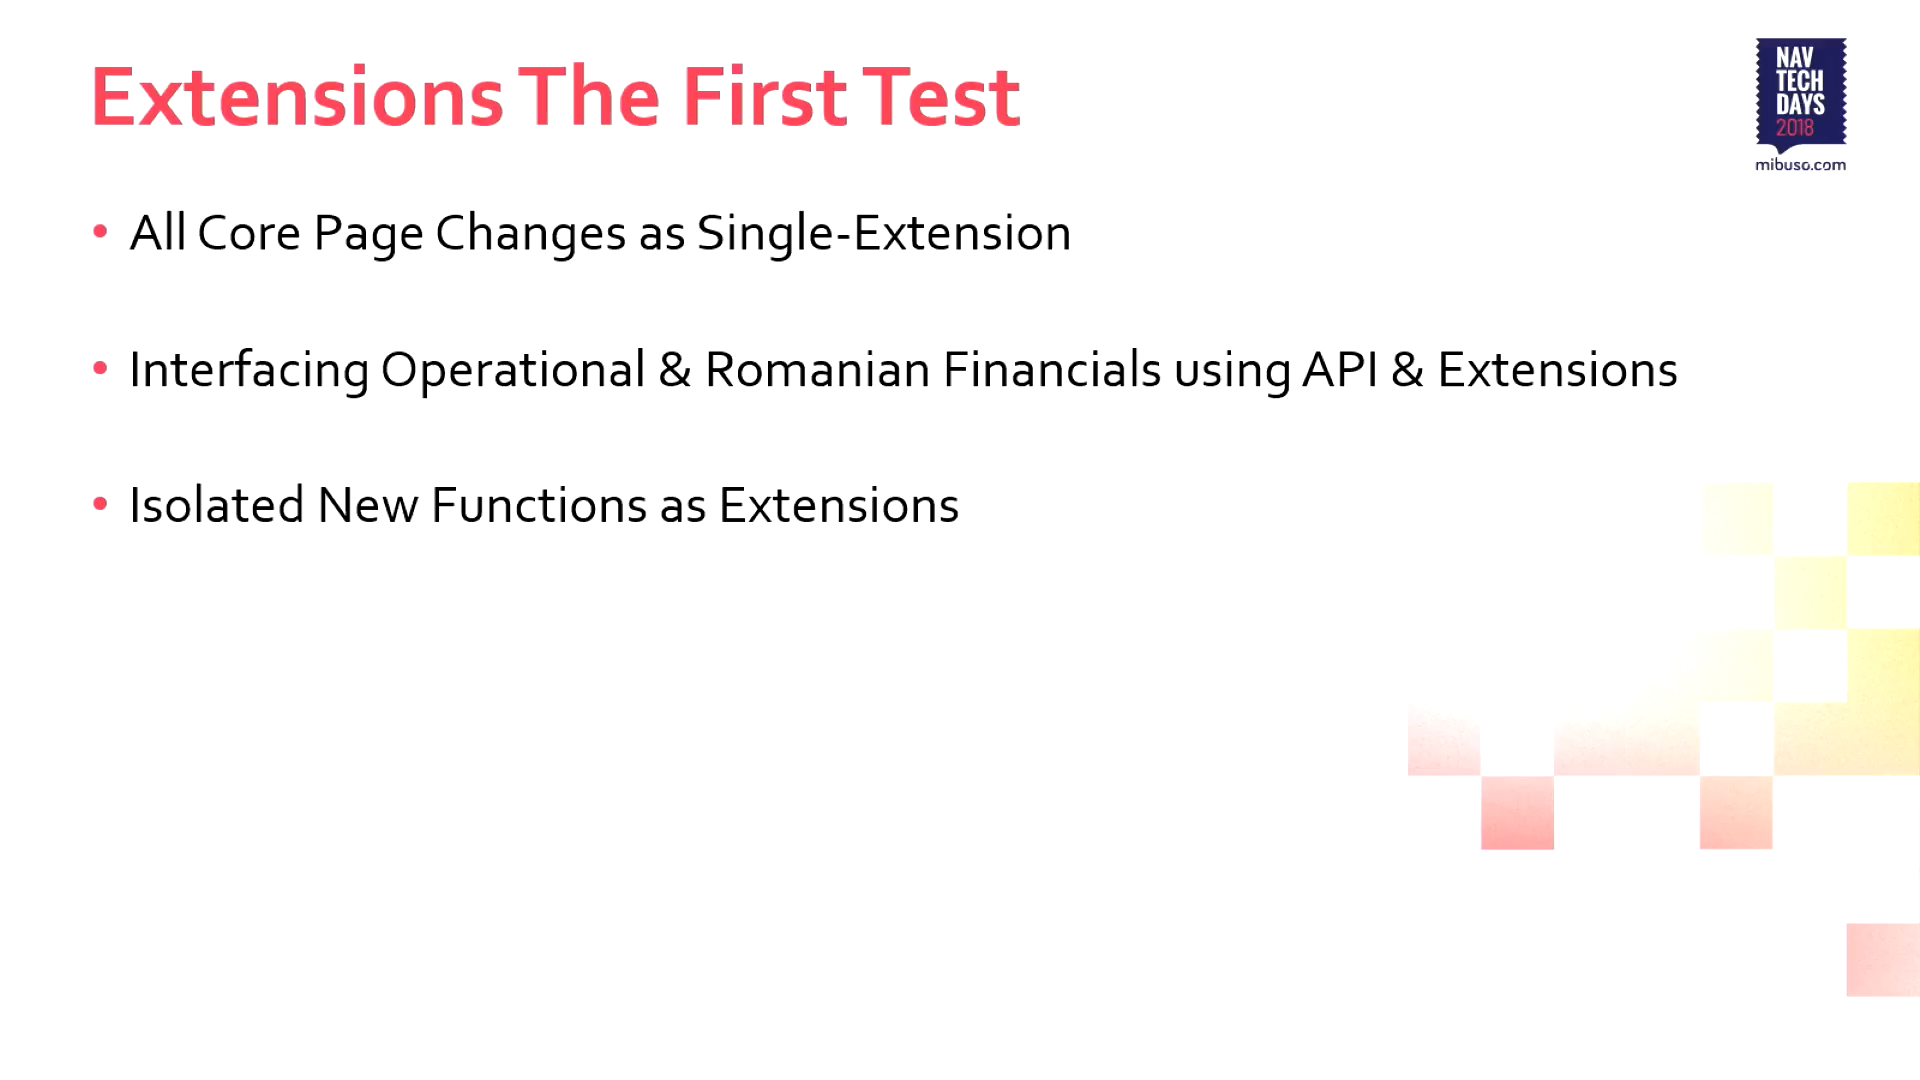 Extensions The First Test
NAV
TECH
DAYS
2018
mibuso.com
• All Core Page Changes as Single-Extension
• Interfacing Operational & Romanian Financials using API & Extensions
• Isolated New Functions as Extensions